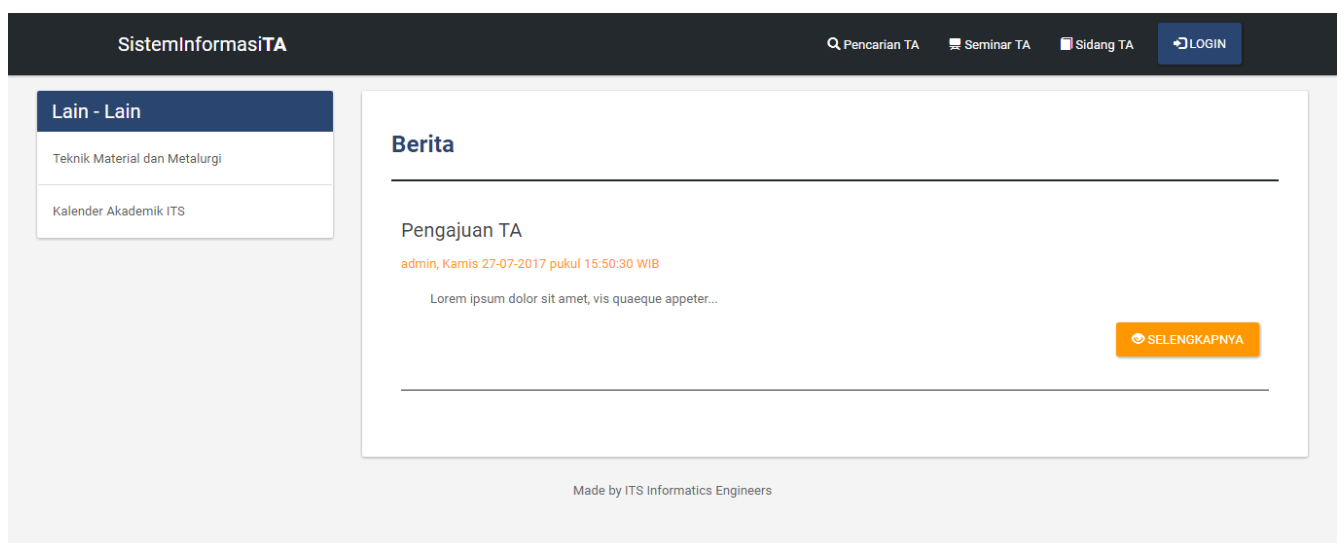 SistemInformasiTA
Pencarian TA
Seminar TA
Sidang TA
LOGIN
Lain - Lain
Teknik Material dan Metalurgi
Kalender Akademik ITS
Berita
Pengajuan TA
admin, Kamis 27-07-2017 pukul 15:50:30 WIB
Lorem ipsum dolor sit amet, vis quaeque appeter...
SELENGKAPNYA
Made by ITS Informatics Engineers